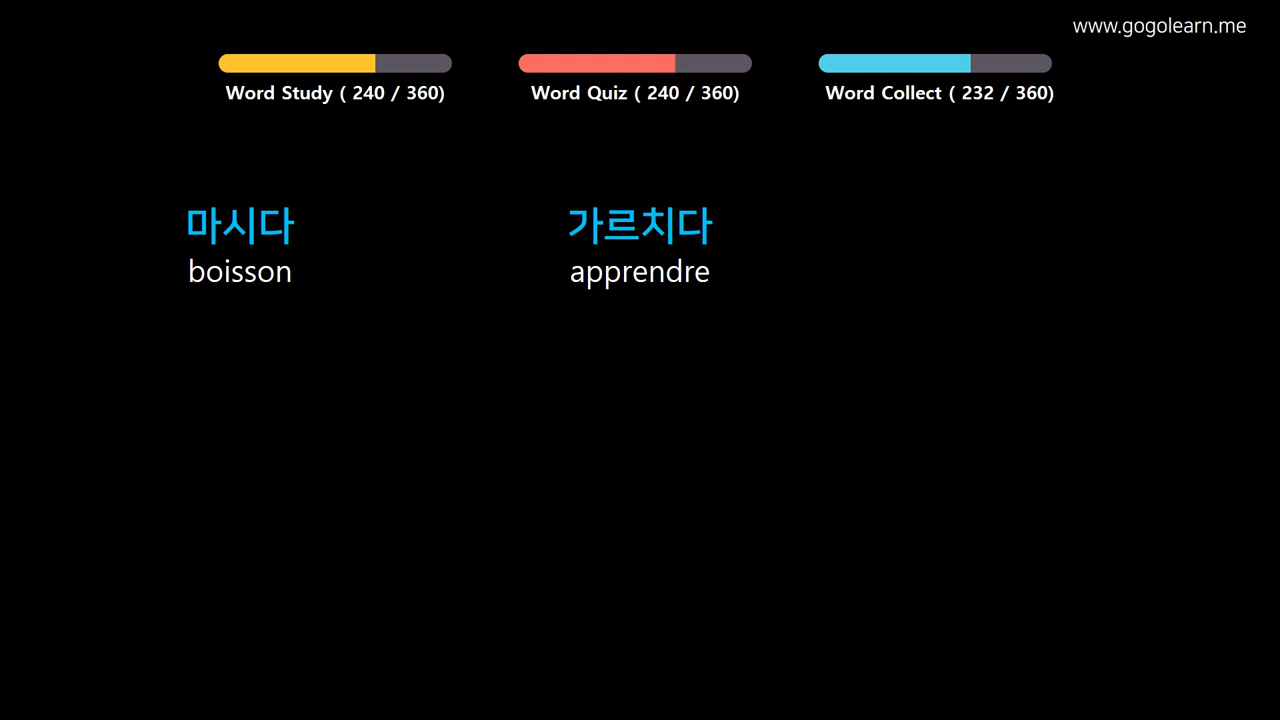 www.gogolearn.me
Word Study ( 240 / 360)
Word Quiz ( 240 / 360)
Word Collect ( 232 / 360)
마시다
boisson
가르치다
apprendre